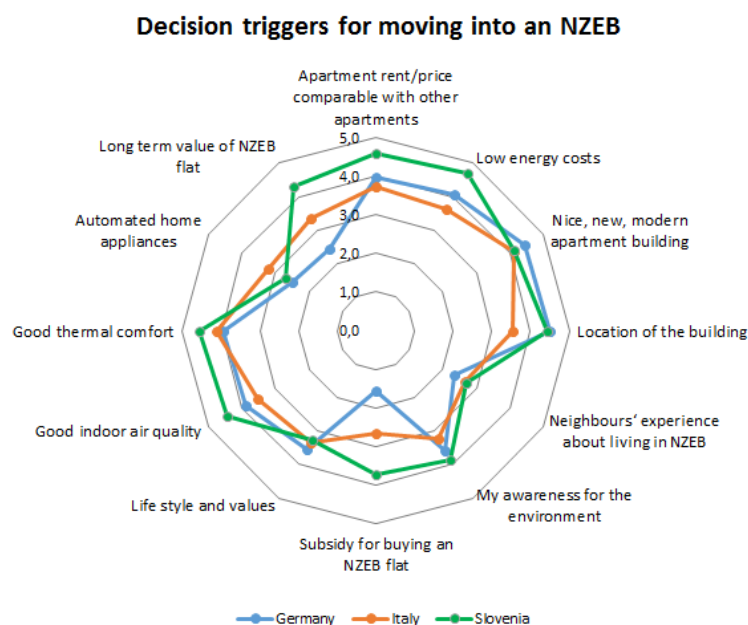 Decision triggers for moving into an NZEB
Apartment rent/price
comparable with other
apartments
Low energy costs
Nice, new, modern
apartment building
Location of the building
Neighbours‘ experience
about living in NZEB
My awareness for the
environment
Subsidy for buying an
NZEB flat
Life style and values
Good indoor air quality
Good thermal comfort
Automated home
appliances
Long term value of NZEB
flat
5,0
4,0
3,0
2,0
1,0
0,0
Germany
Italy
Slovenia